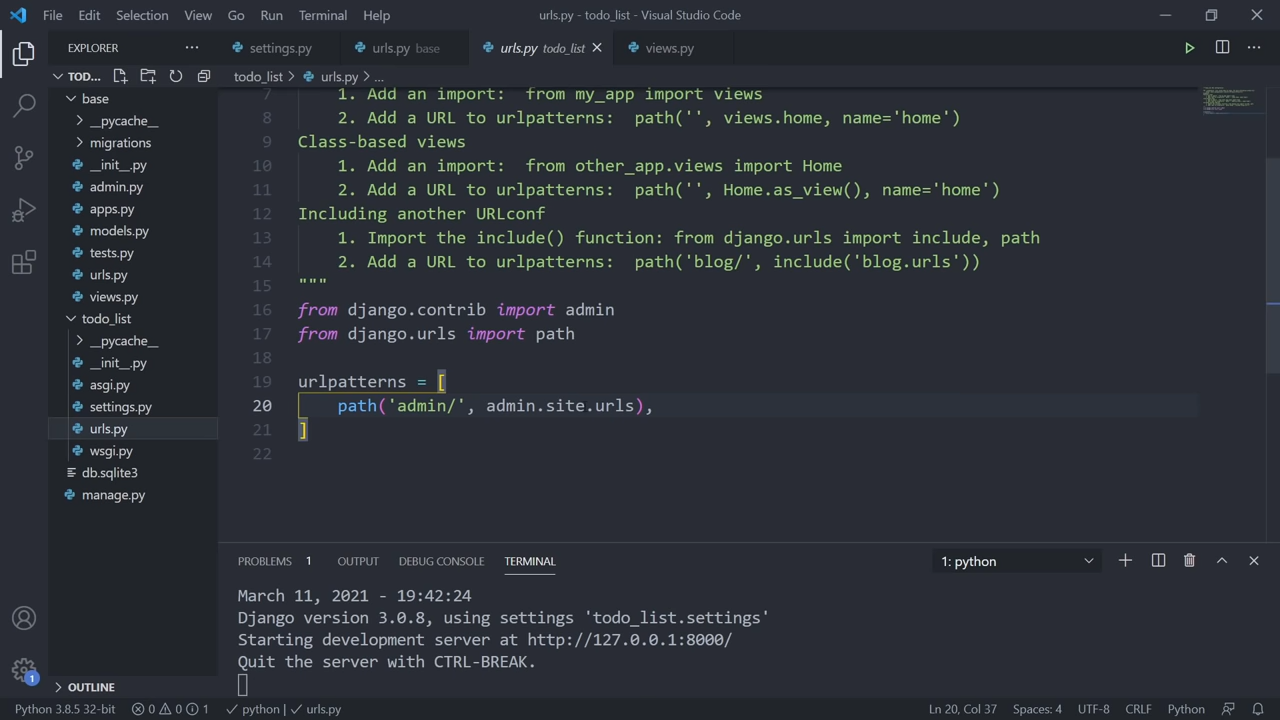 File Edit Selection View Go Run Terminal Help
urls.py - todo_list - Visual Studio Code
EXPLORER
settings.py
urls.py base
urls.py todo_list
views.py
TOD...
todo_list > urls.py > ...
base
__pycache__
migrations
__init__.py
admin.py
apps.py
models.py
tests.py
urls.py
views.py
todo_list
__pycache__
__init__.py
asgi.py
settings.py
urls.py
wsgi.py
db.sqlite3
manage.py
OUTLINE
7 1. Add an import:  from my_app import views
8 2. Add a URL to urlpatterns:  path('', views.home, name='home')
9 Class-based views
10 1. Add an import:  from other_app.views import Home
11 2. Add a URL to urlpatterns:  path('', Home.as_view(), name='home')
12 Including another URLconf
13 1. Import the include() function: from django.urls import include, path
14 2. Add a URL to urlpatterns:  path('blog/', include('blog.urls'))
15 """
16 from django.contrib import admin
17 from django.urls import path
18
19 urlpatterns = [
20 path('admin/', admin.site.urls),
21 ]
22
PROBLEMS 1 OUTPUT DEBUG CONSOLE TERMINAL
1: python
March 11, 2021 - 19:42:24
Django version 3.0.8, using settings 'todo_list.settings'
Starting development server at http://127.0.0.1:8000/
Quit the server with CTRL-BREAK.
1
Python 3.8.5 32-bit 0 0 1 python | urls.py
Ln 20, Col 37 Spaces: 4 UTF-8 CRLF Python